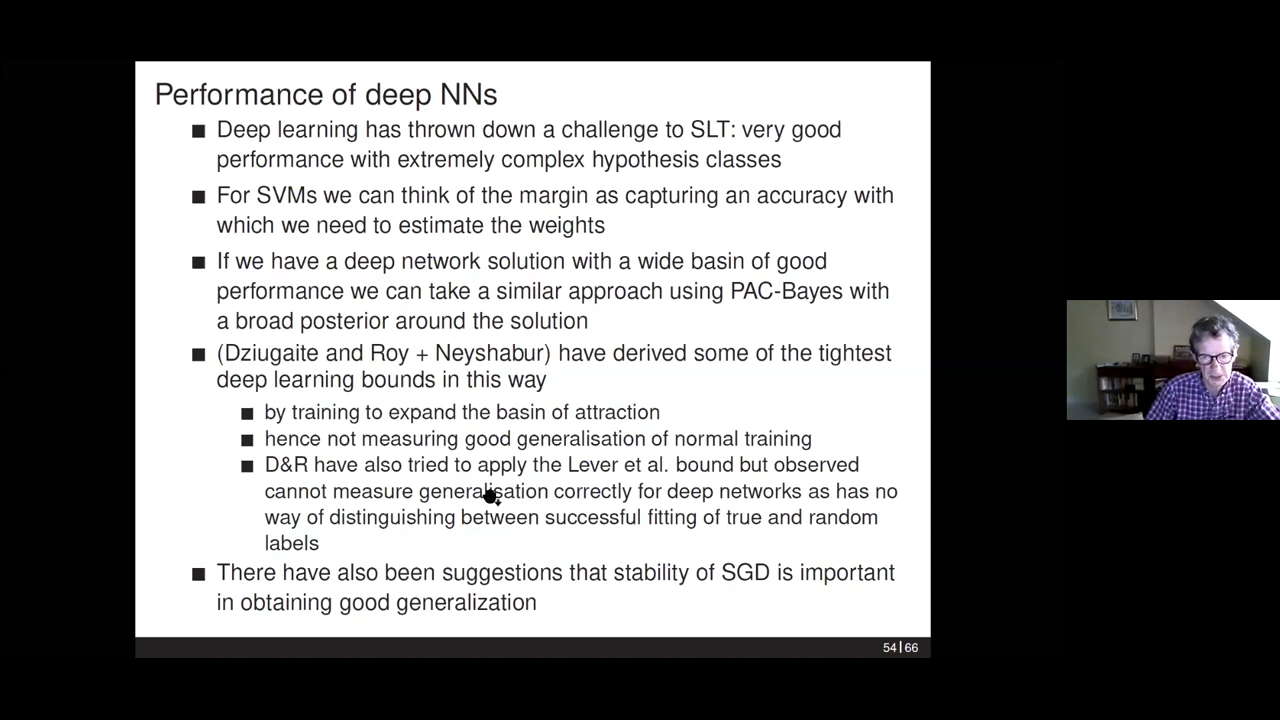 Performance of deep NNs
■ Deep learning has thrown down a challenge to SLT: very good
performance with extremely complex hypothesis classes
■ For SVMs we can think of the margin as capturing an accuracy with
which we need to estimate the weights
■ If we have a deep network solution with a wide basin of good
performance we can take a similar approach using PAC-Bayes with
a broad posterior around the solution
■ (Dziugaite and Roy + Neyshabur) have derived some of the tightest
deep learning bounds in this way
■ by training to expand the basin of attraction
■ hence not measuring good generalisation of normal training
■ D&R have also tried to apply the Lever et al. bound but observed
cannot measure generalisation correctly for deep networks as has no
way of distinguishing between successful fitting of true and random
labels
■ There have also been suggestions that stability of SGD is important
in obtaining good generalization
54|66